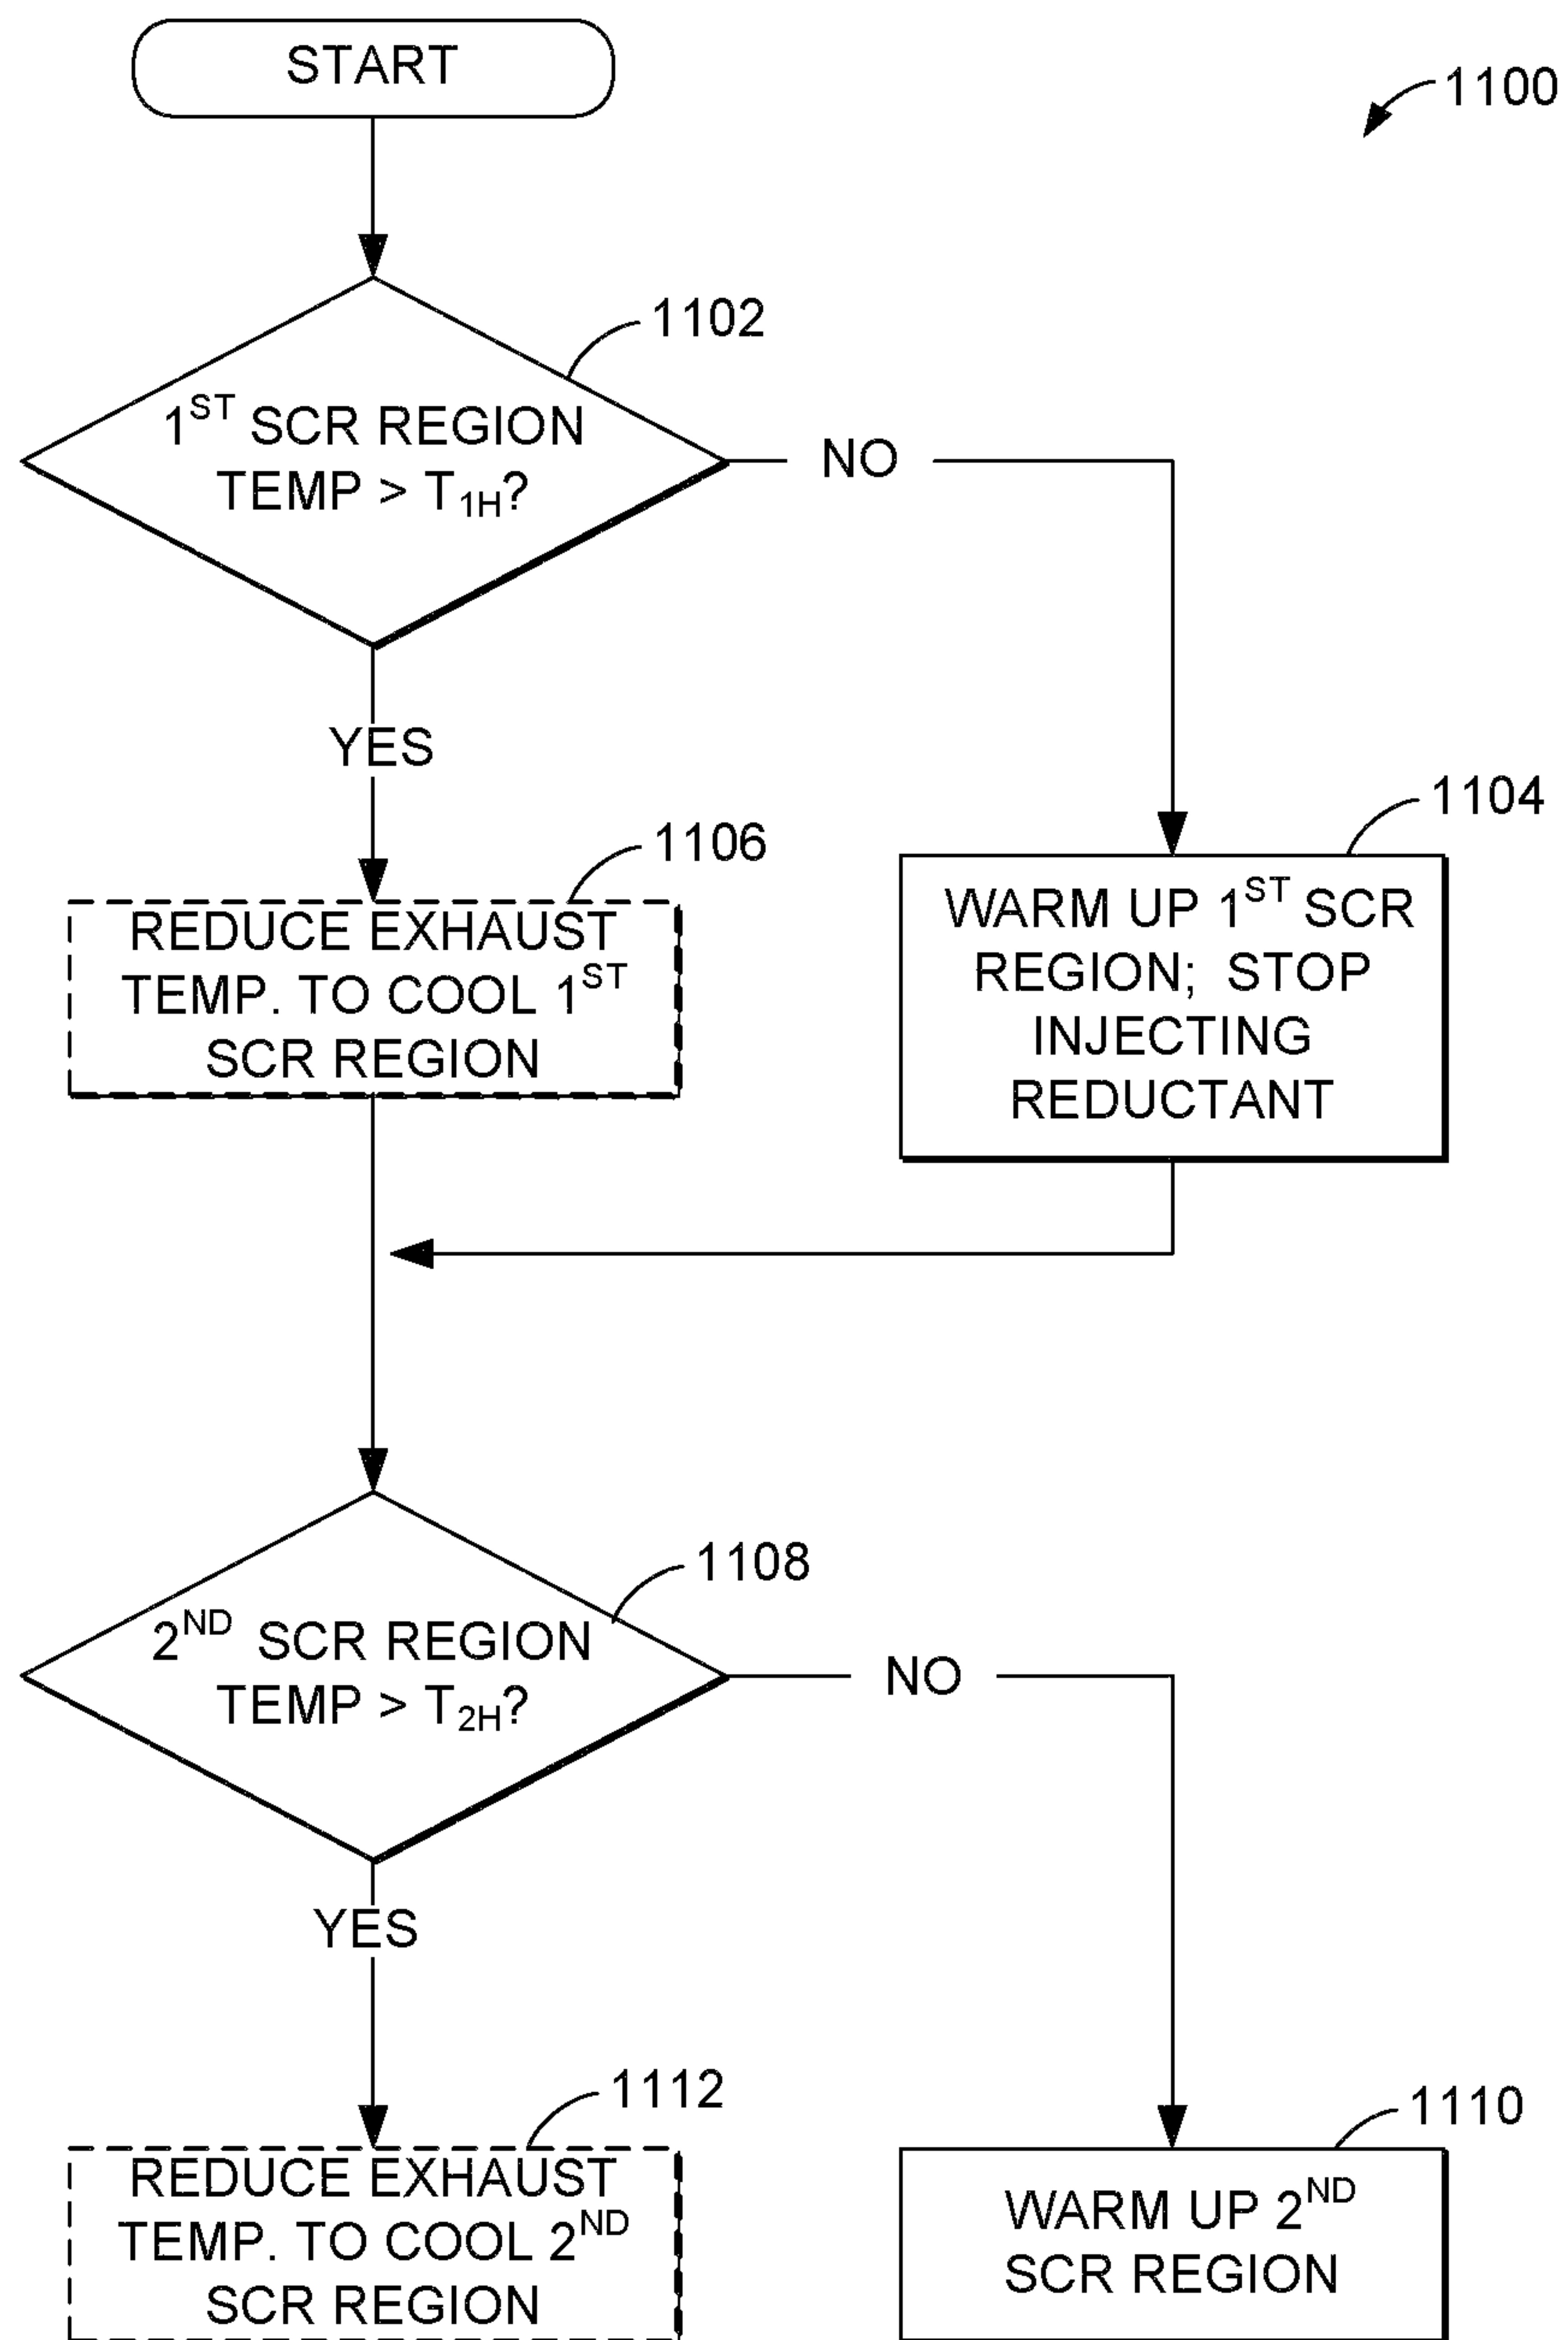 START
1100
1102
1ST SCR REGION
TEMP > T1H?
NO
YES
1106
REDUCE EXHAUST
TEMP. TO COOL 1ST
SCR REGION
1104
WARM UP 1ST SCR
REGION; STOP
INJECTING
REDUCTANT
1108
2ND SCR REGION
TEMP > T2H?
NO
YES
1112
REDUCE EXHAUST
TEMP. TO COOL 2ND
SCR REGION
1110
WARM UP 2ND
SCR REGION